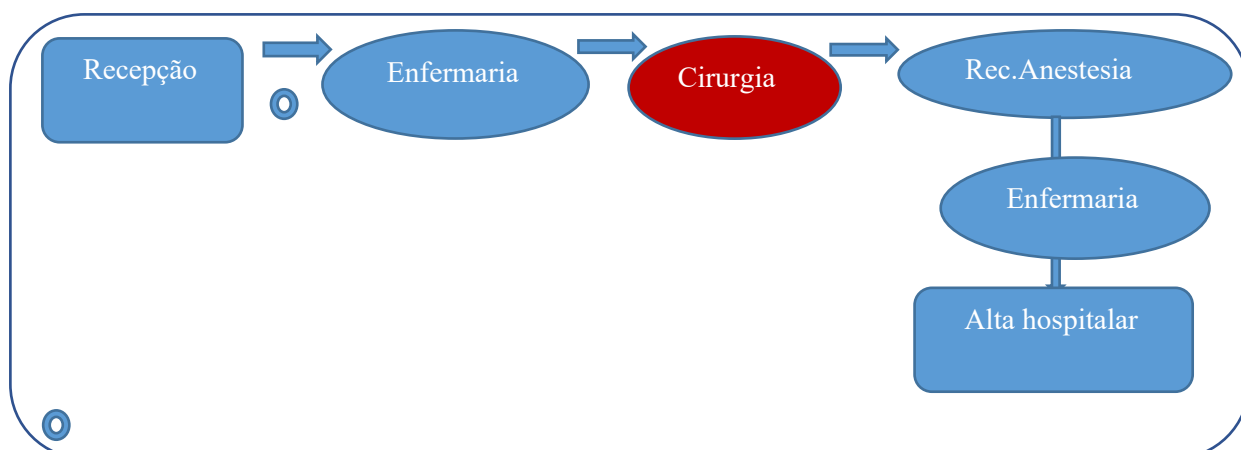 Recepção
Enfermaria
Cirurgia
Rec.Anestesia
Enfermaria
Alta hospitalar